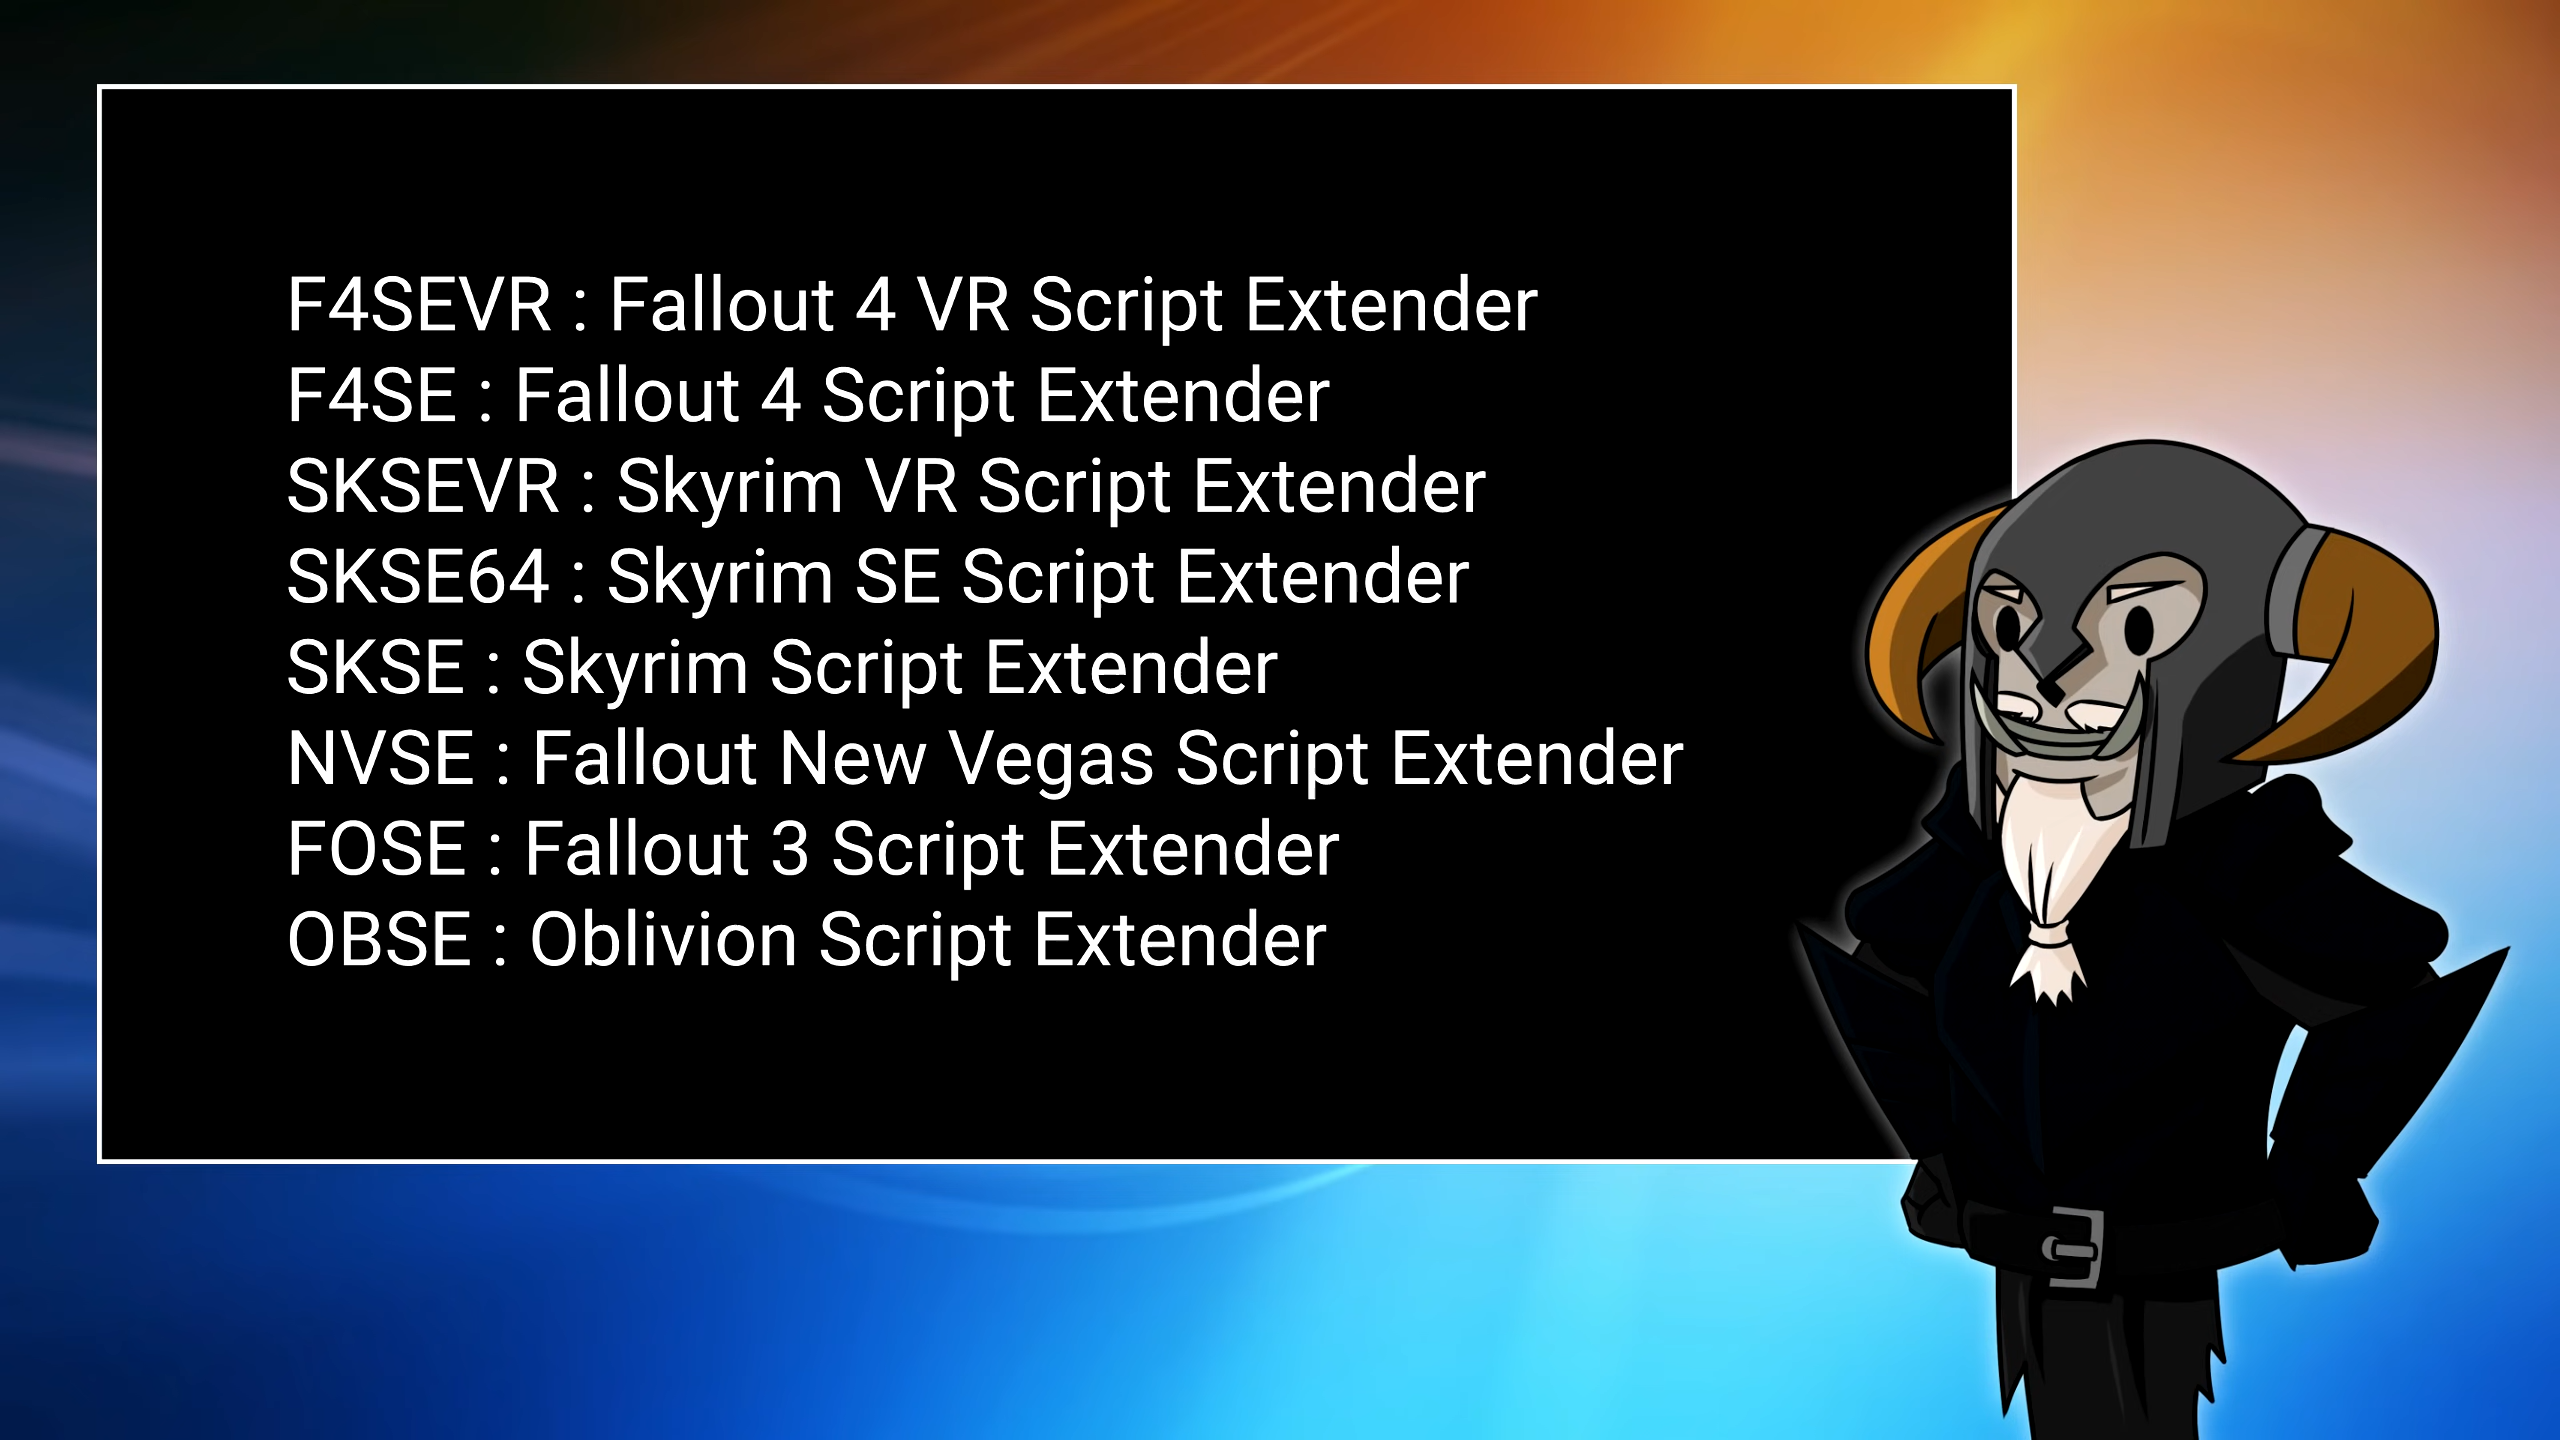 F4SEVR : Fallout 4 VR Script Extender
F4SE : Fallout 4 Script Extender
SKSEVR : Skyrim VR Script Extender
SKSE64 : Skyrim SE Script Extender
SKSE : Skyrim Script Extender
NVSE : Fallout New Vegas Script Extender
FOSE : Fallout 3 Script Extender
OBSE : Oblivion Script Extender